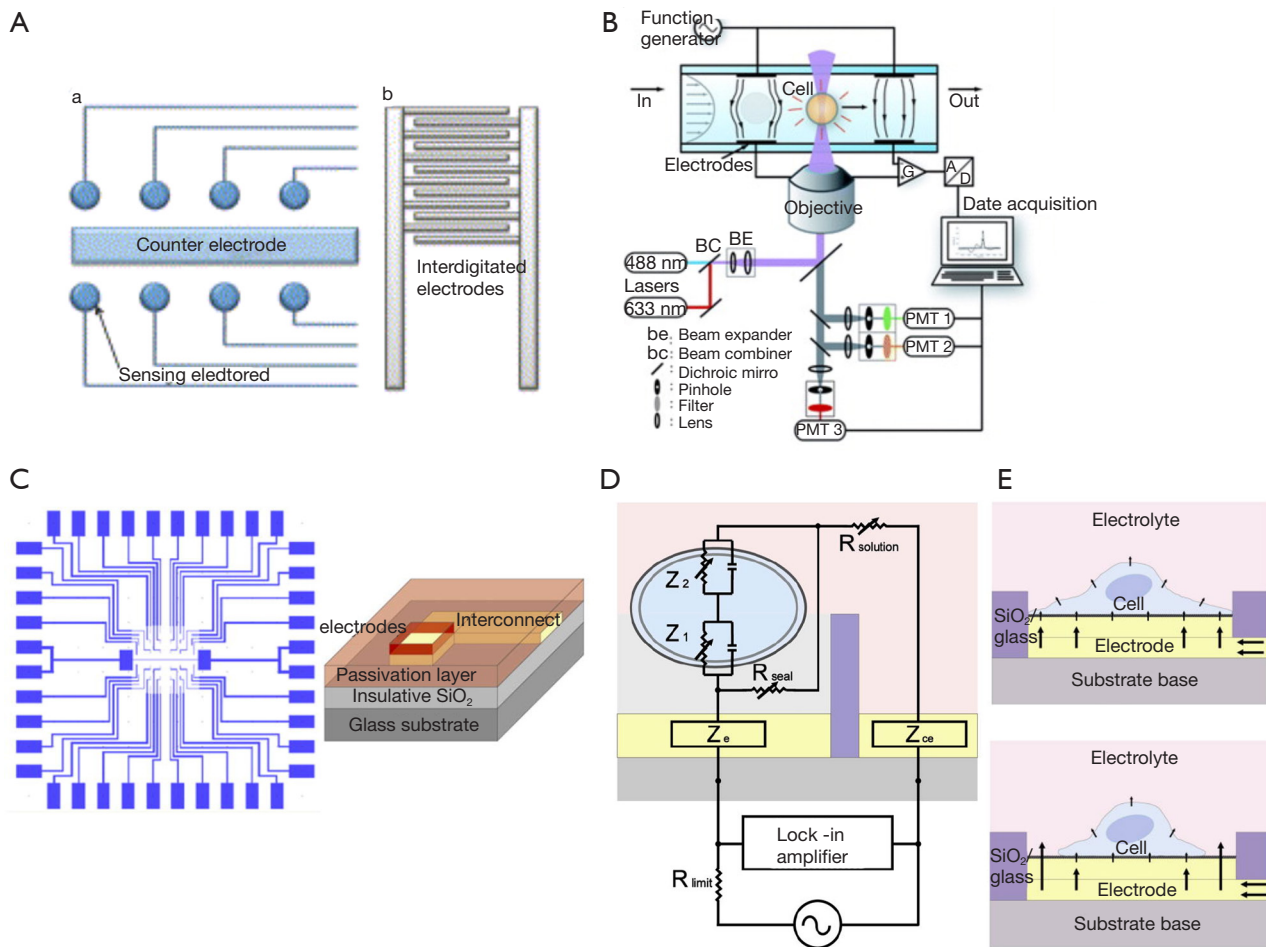 A
a
b
Counter electrode
Interdigitated
electrodes
Sensing eledtored
B
Function
generator
In
Cell
Out
Electrodes
G
A
D
Objective
Date acquisition
BC
BE
488 nm
Lasers
633 nm
PMT 1
PMT 2
be : Beam expander
bc : Beam combiner
: Dichroic mirro
: Pinhole
: Filter
: Lens
PMT 3
C
electrodes
Interconnect
Passivation layer
Insulative SiO₂
Glass substrate
D
R solution
Z₂
Z₁
R seal
Z e
Z ce
Lock -in
amplifier
R limit
E
Electrolyte
Cell
SiO₂/
glass
Electrode
Substrate base
Electrolyte
Cell
SiO₂/
glass
Electrode
Substrate base